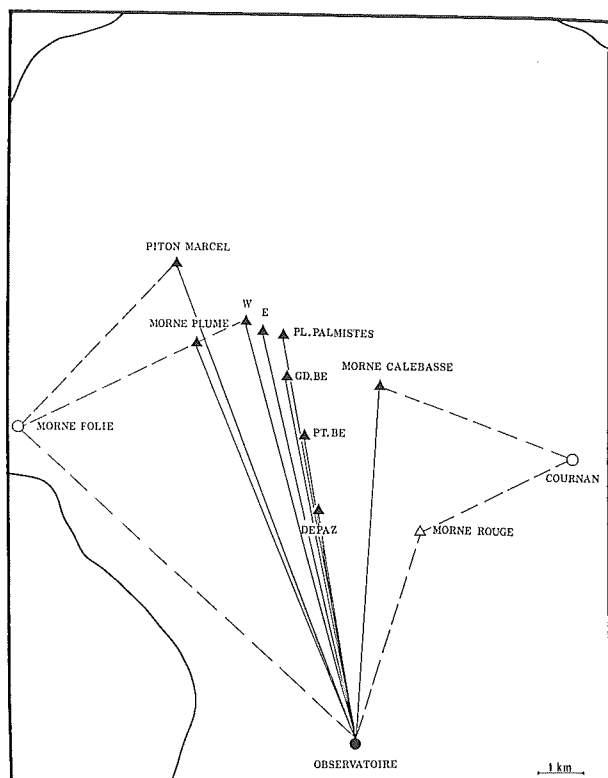 PITON MARCEL
W
E
MORNE PLUME
PL. PALMISTES
GD. BE
MORNE CALEBASSE
MORNE FOLIE
PT. BE
COURNAN
DEPAZ
MORNE ROUGE
OBSERVATOIRE
1 km